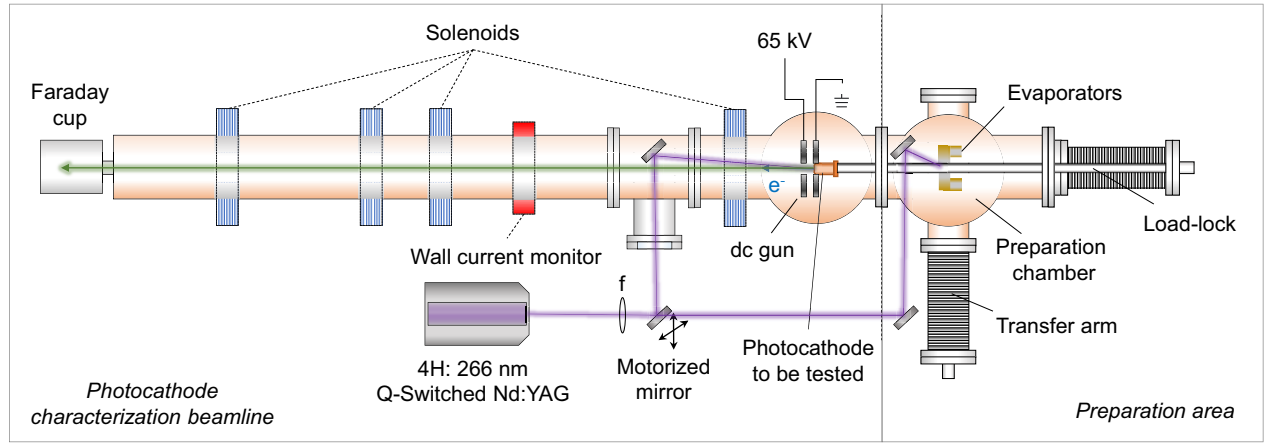 Solenoids
65 kV
Faraday
cup
Evaporators
e⁻
Load-lock
Wall current monitor
dc gun
Preparation
chamber
f
Transfer arm
4H: 266 nm
Q-Switched Nd:YAG
Motorized
mirror
Photocathode
to be tested
Photocathode
characterization beamline
Preparation area